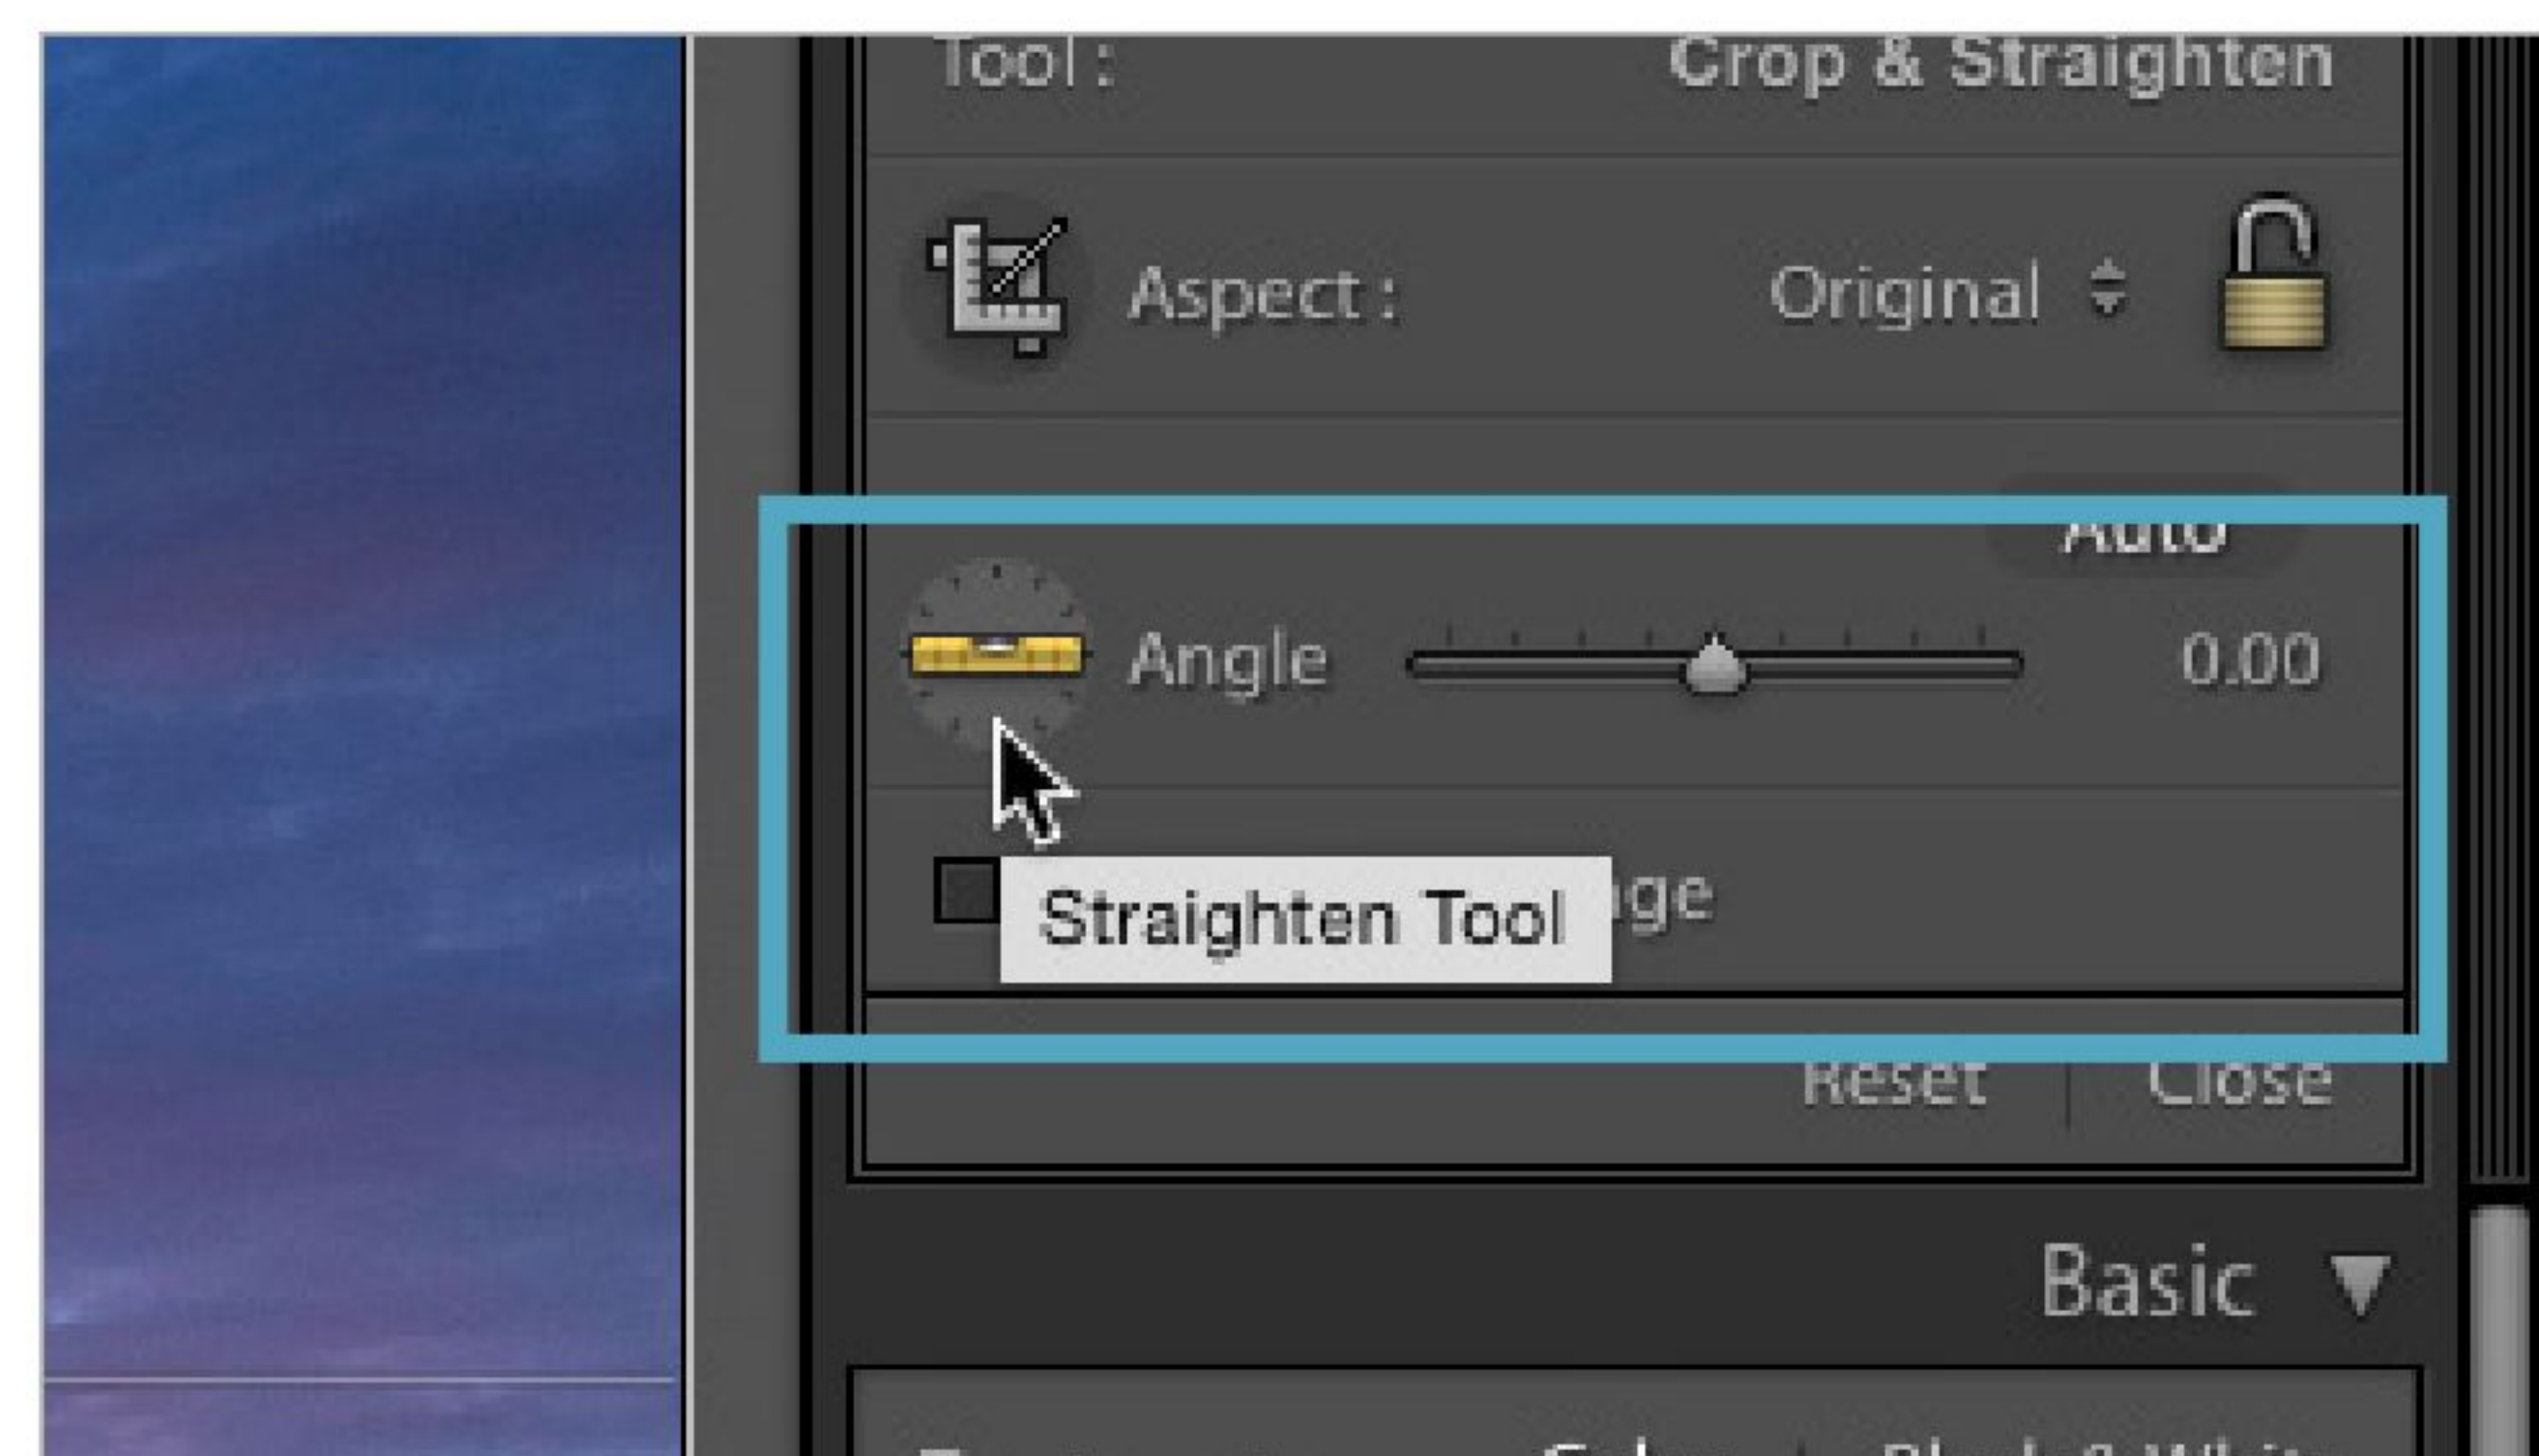 Tool : Crop & Straighten
Aspect : Original
Auto
Angle 0.00
Straighten Tool
Reset Close
Basic